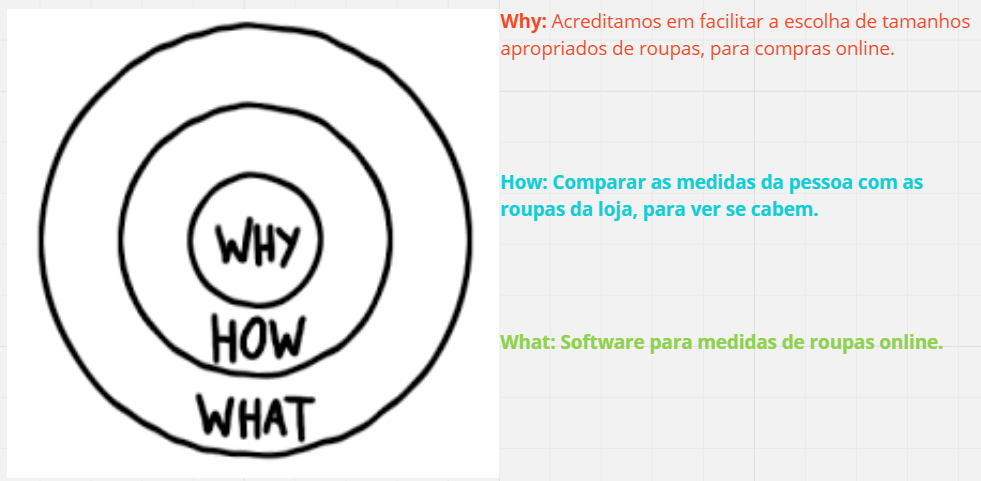 WHY
HOW
WHAT
Why: Acreditamos em facilitar a escolha de tamanhos
apropriados de roupas, para compras online.
How: Comparar as medidas da pessoa com as
roupas da loja, para ver se cabem.
What: Software para medidas de roupas online.